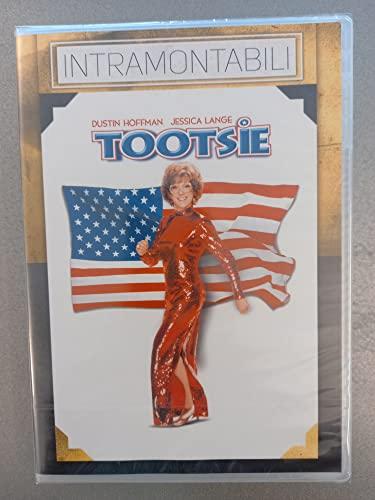 INTRAMONTABILI
DUSTIN HOFFMAN JESSICA LANGE
TOOTSiE